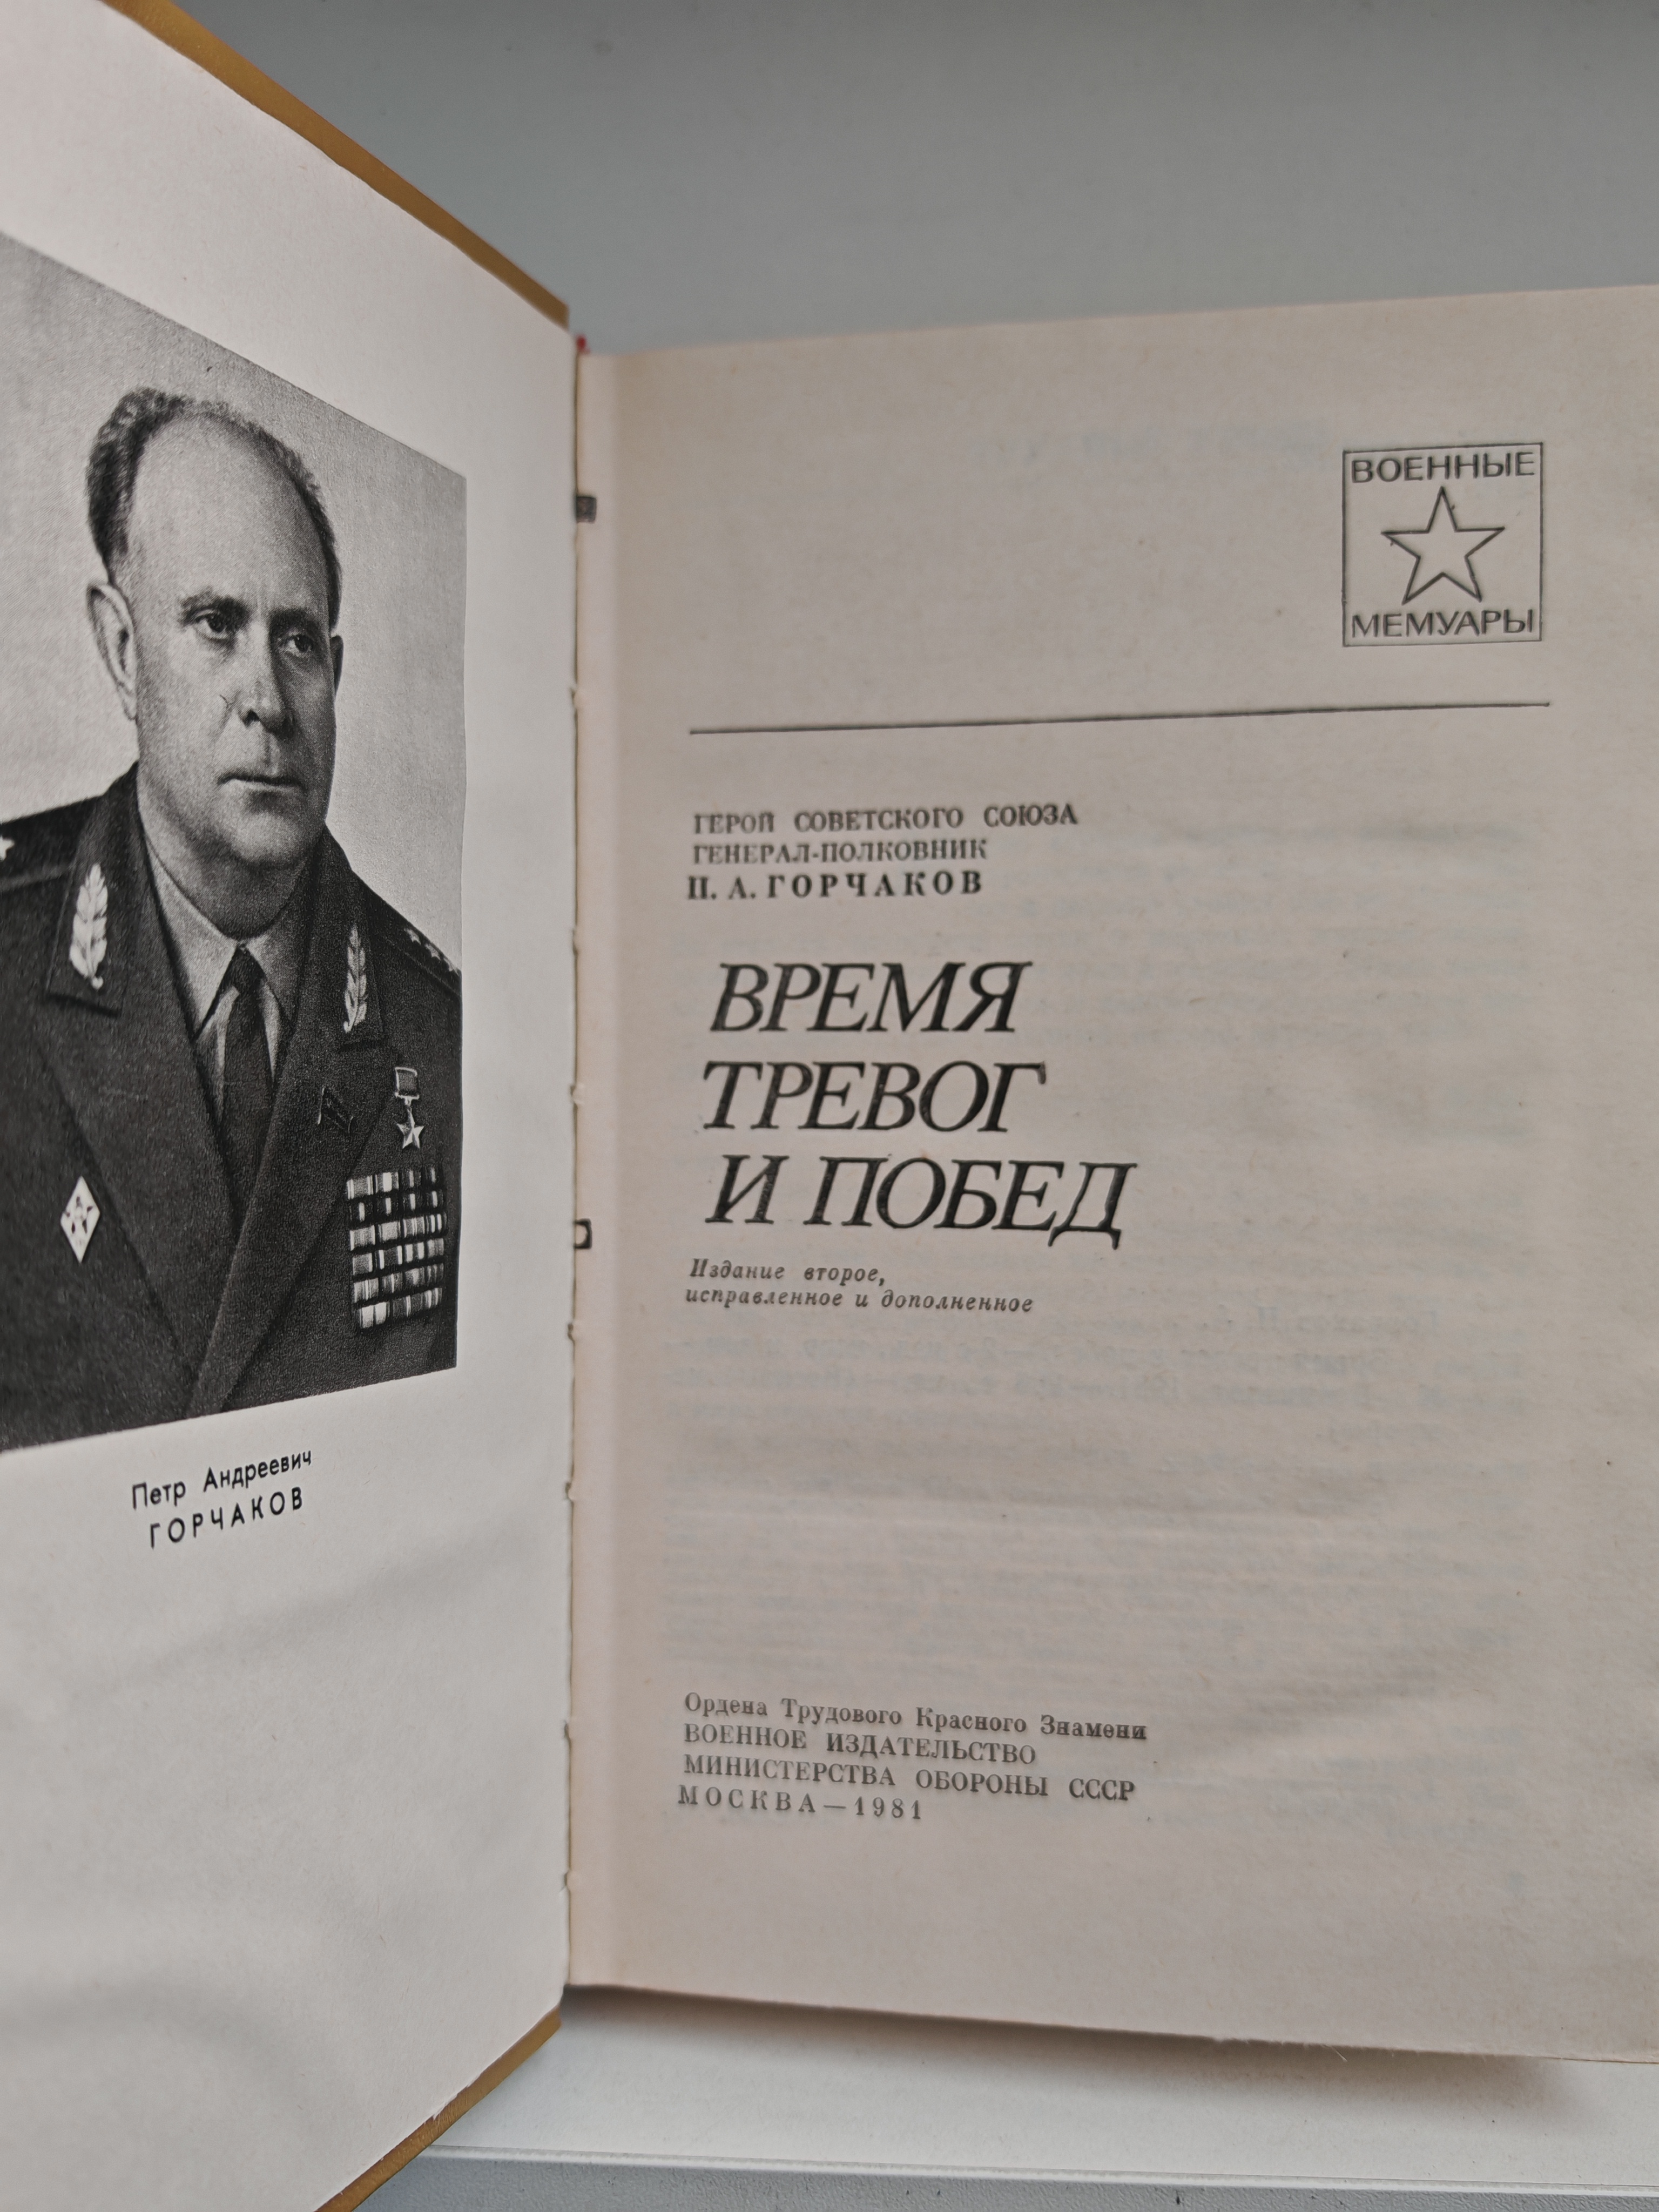 Петр Андреевич
ГОРЧАКОВ
ВОЕННЫЕ
МЕМУАРЫ
ГЕРОЙ СОВЕТСКОГО СОЮЗА
ГЕНЕРАЛ-ПОЛКОВНИК
П. А. ГОРЧАКОВ
ВРЕМЯ
ТРЕВОГ
И ПОБЕД
Издание второе,
исправленное и дополненное
Ордена Трудового Красного Знамени
ВОЕННОЕ ИЗДАТЕЛЬСТВО
МИНИСТЕРСТВА ОБОРОНЫ СССР
МОСКВА — 1981